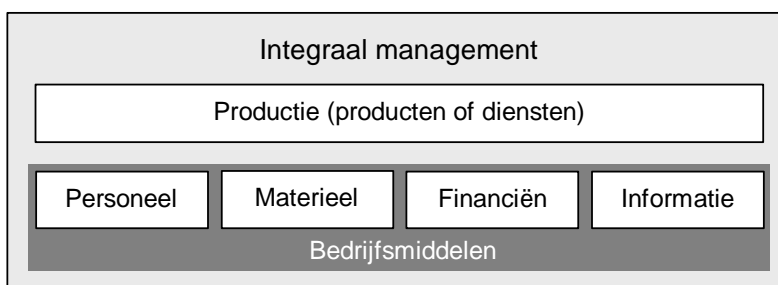 Integraal management
Productie (producten of diensten)
Personeel Materieel Financiën Informatie
Bedrijfsmiddelen